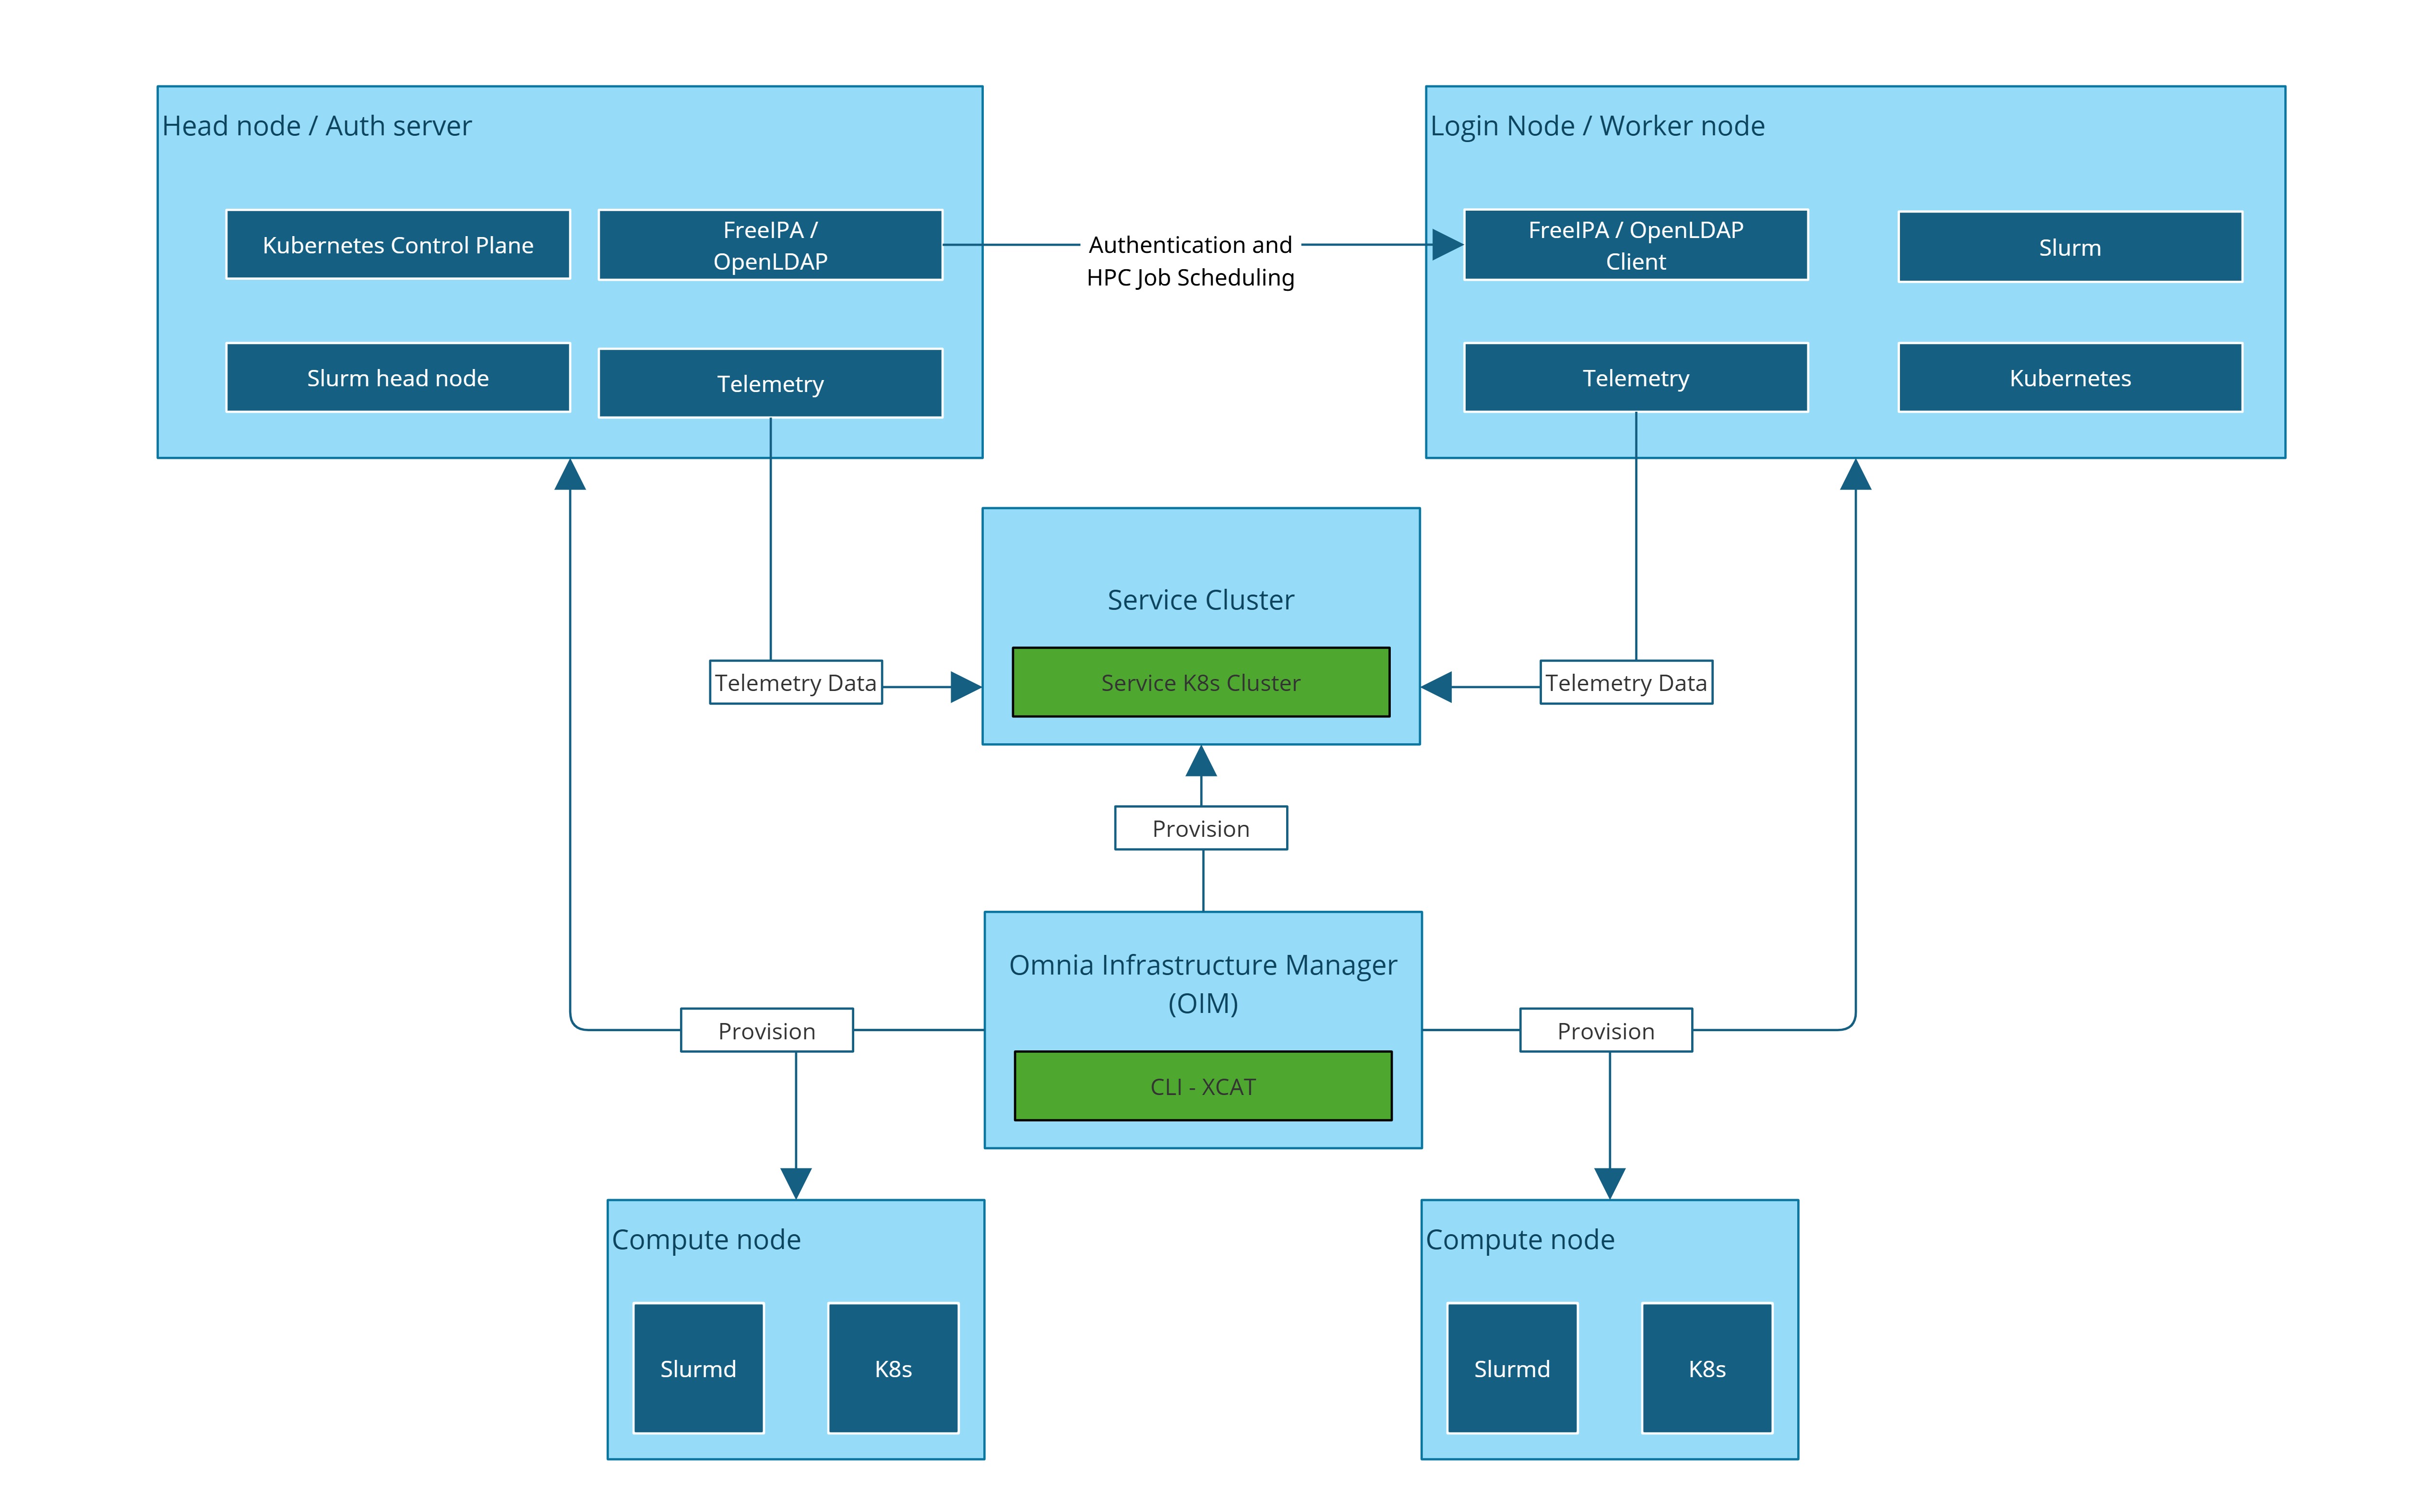 Head node / Auth server
Kubernetes Control Plane
FreeIPA /
OpenLDAP
Slurm head node
Telemetry
Authentication and
HPC Job Scheduling
Login Node / Worker node
FreeIPA / OpenLDAP
Client
Slurm
Telemetry
Kubernetes
Service Cluster
Service K8s Cluster
Telemetry Data
Telemetry Data
Provision
Omnia Infrastructure Manager
(OIM)
CLI - XCAT
Provision
Provision
Compute node
Slurmd
K8s
Compute node
Slurmd
K8s